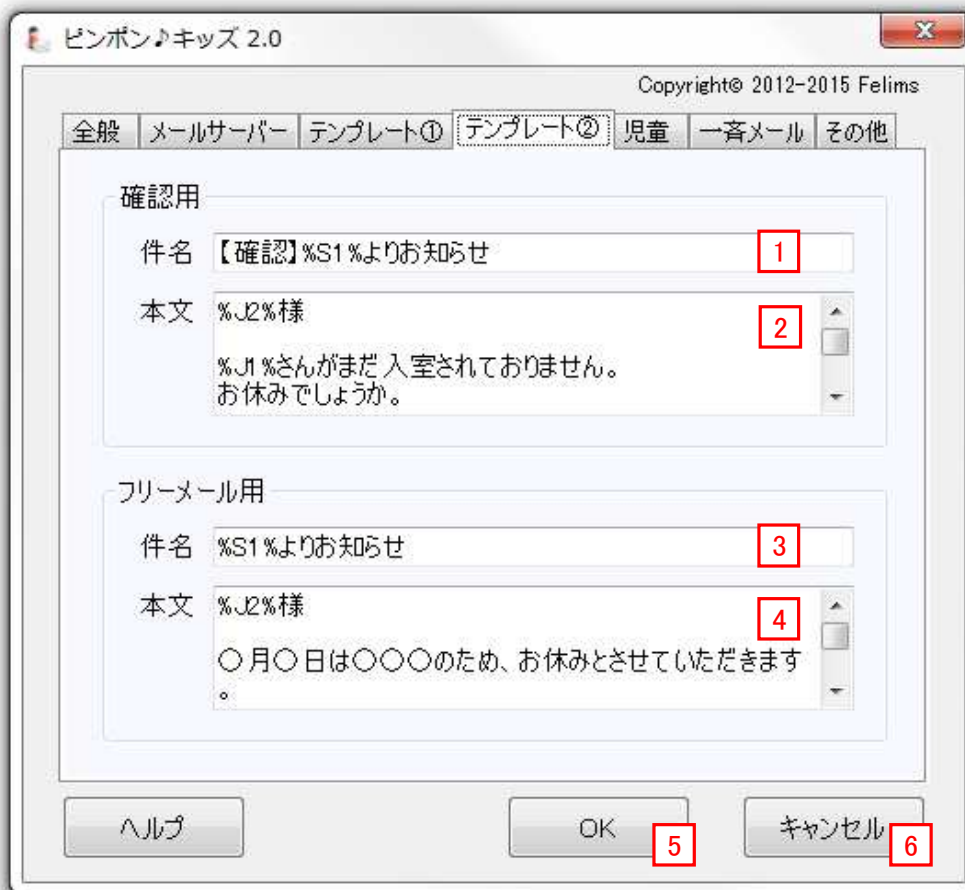 ピンポン♪キッズ 2.0
Copyright© 2012-2015 Felims
全般 メールサーバー テンプレート① テンプレート② 児童 一斉メール その他
確認用
件名 【確認】%S1%よりお知らせ 1
本文 %J2%様 2
%J1%さんがまだ入室されておりません。
お休みでしょうか。
フリーメール用
件名 %S1%よりお知らせ 3
本文 %J2%様 4
〇月〇日は〇〇〇のため、お休みとさせていただきます
。
ヘルプ OK 5 キャンセル 6